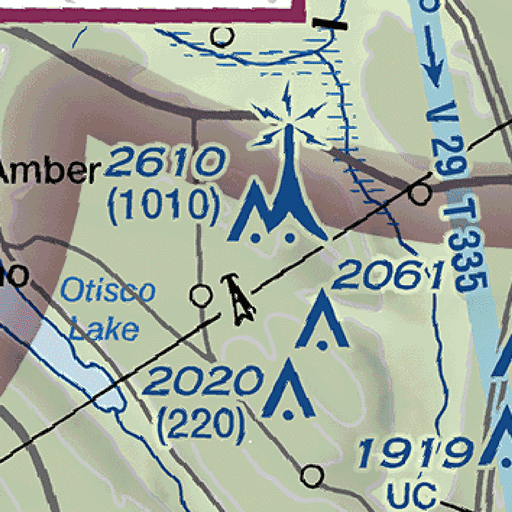 V 29 T 335
Amber
2610
(1010)
2061
Otisco
Lake
2020
(220)
1919
UC